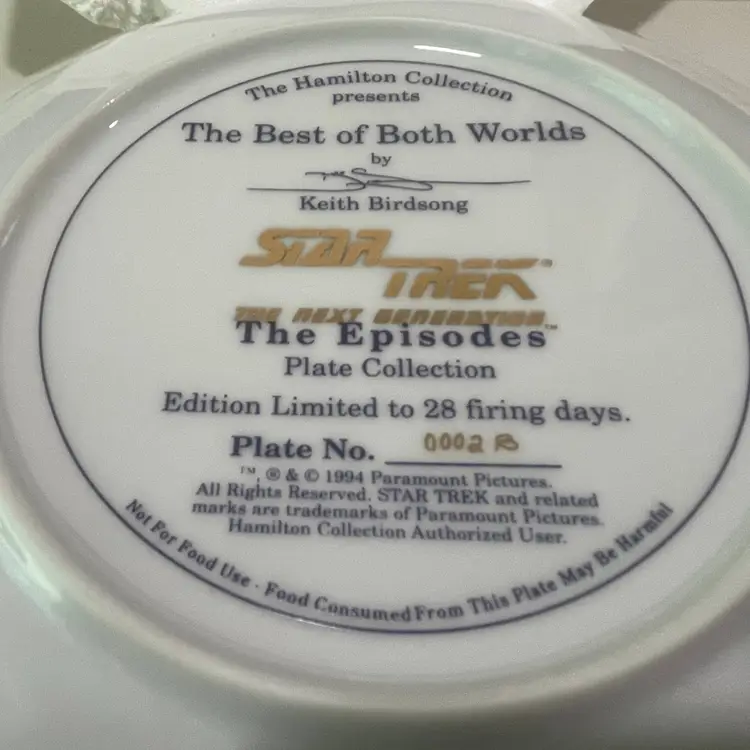 The Hamilton Collection
presents
The Best of Both Worlds
by
Keith Birdsong
STAR
TREK®
THE NEXT GENERATION™
The Episodes™
Plate Collection
Edition Limited to 28 firing days.
Plate No. 0002 B
™, ® & © 1994 Paramount Pictures.
All Rights Reserved. STAR TREK and related
marks are trademarks of Paramount Pictures.
Hamilton Collection Authorized User.
Not For Food Use · Food Consumed From This Plate May Be Harmful